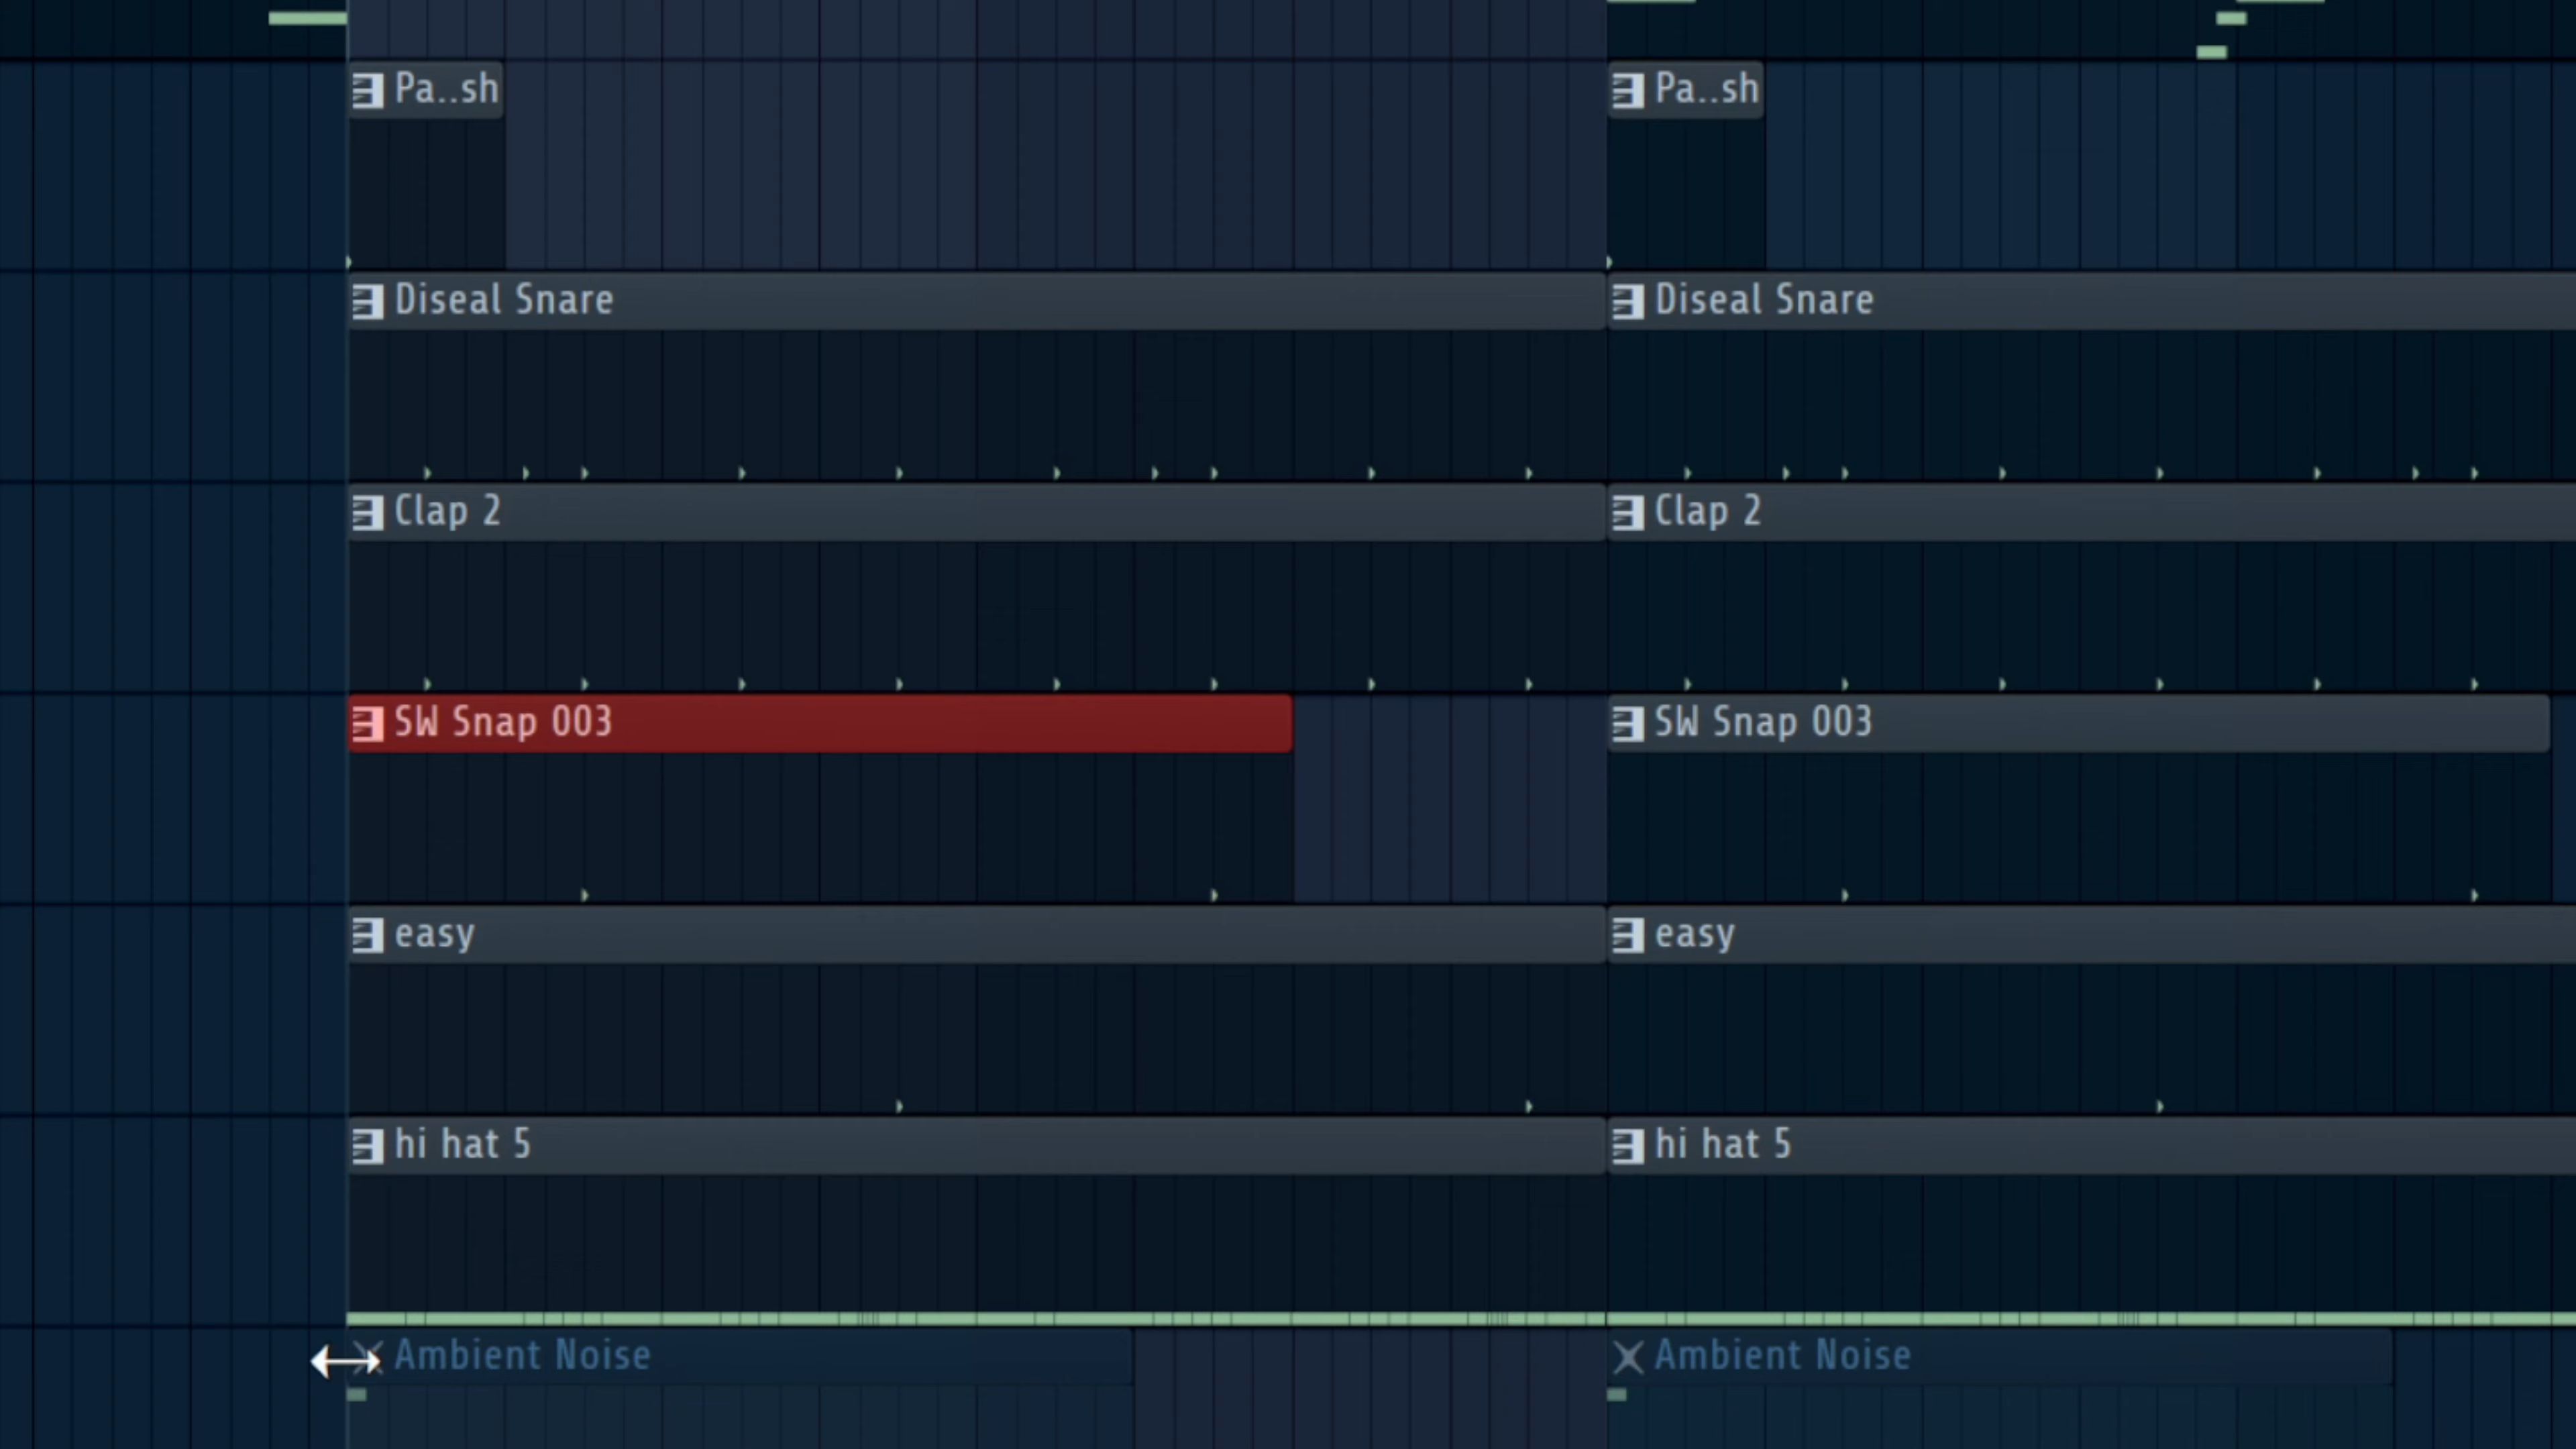 Pa..sh Pa..sh
Diseal Snare Diseal Snare
Clap 2 Clap 2
SW Snap 003 SW Snap 003
easy easy
hi hat 5 hi hat 5
Ambient Noise Ambient Noise